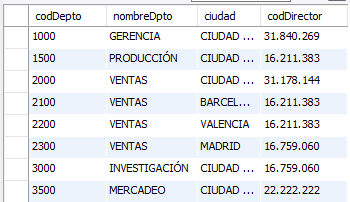 codDepto nombreDpto ciudad codDirector
1000 GERENCIA CIUDAD ... 31.840.269
1500 PRODUCCIÓN CIUDAD ... 16.211.383
2000 VENTAS CIUDAD ... 31.178.144
2100 VENTAS BARCEL... 16.211.383
2200 VENTAS VALENCIA 16.211.383
2300 VENTAS MADRID 16.759.060
3000 INVESTIGACIÓN CIUDAD ... 16.759.060
3500 MERCADEO CIUDAD ... 22.222.222